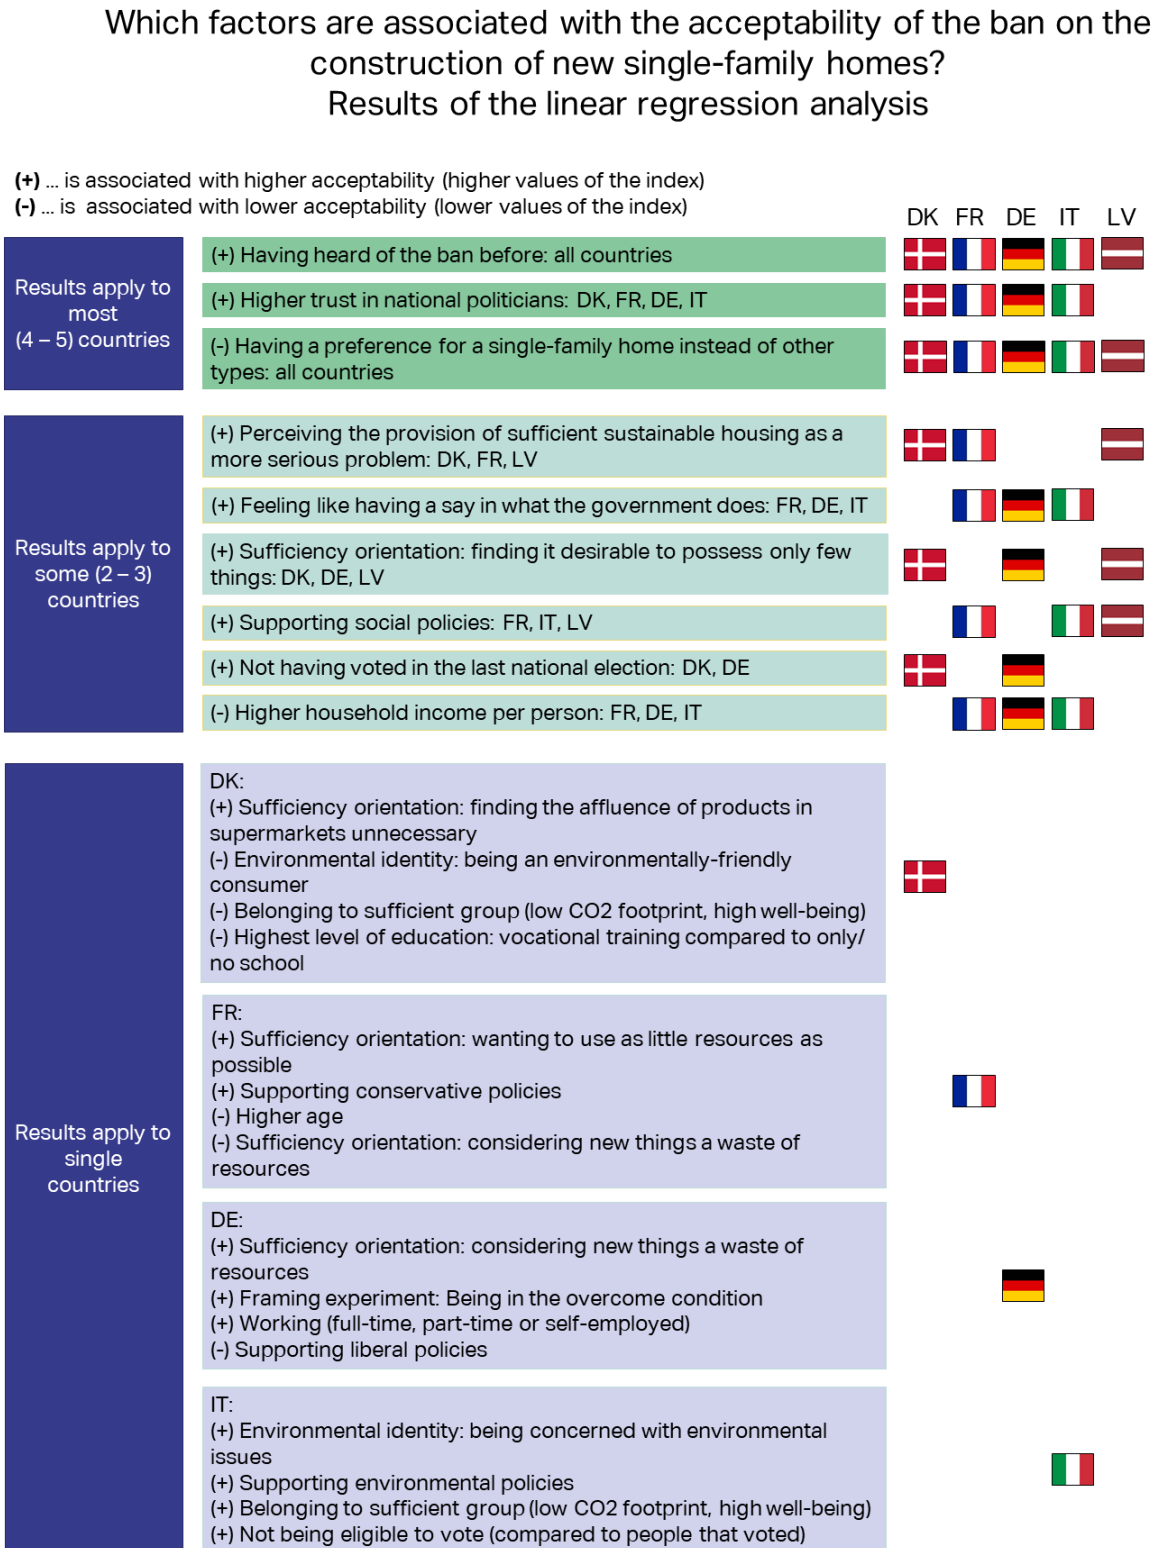 Which factors are associated with the acceptability of the ban on the
construction of new single-family homes?
Results of the linear regression analysis
(+) ... is associated with higher acceptability (higher values of the index)
(-) ... is associated with lower acceptability (lower values of the index)
DK FR DE IT LV
Results apply to
most
(4 – 5) countries
(+) Having heard of the ban before: all countries
(+) Higher trust in national politicians: DK, FR, DE, IT
(-) Having a preference for a single-family home instead of other
types: all countries
Results apply to
some (2 – 3)
countries
(+) Perceiving the provision of sufficient sustainable housing as a
more serious problem: DK, FR, LV
(+) Feeling like having a say in what the government does: FR, DE, IT
(+) Sufficiency orientation: finding it desirable to possess only few
things: DK, DE, LV
(+) Supporting social policies: FR, IT, LV
(+) Not having voted in the last national election: DK, DE
(-) Higher household income per person: FR, DE, IT
Results apply to
single
countries
DK:
(+) Sufficiency orientation: finding the affluence of products in
supermarkets unnecessary
(-) Environmental identity: being an environmentally-friendly
consumer
(-) Belonging to sufficient group (low CO2 footprint, high well-being)
(-) Highest level of education: vocational training compared to only/
no school
FR:
(+) Sufficiency orientation: wanting to use as little resources as
possible
(+) Supporting conservative policies
(-) Higher age
(-) Sufficiency orientation: considering new things a waste of
resources
DE:
(+) Sufficiency orientation: considering new things a waste of
resources
(+) Framing experiment: Being in the overcome condition
(+) Working (full-time, part-time or self-employed)
(-) Supporting liberal policies
IT:
(+) Environmental identity: being concerned with environmental
issues
(+) Supporting environmental policies
(+) Belonging to sufficient group (low CO2 footprint, high well-being)
(+) Not being eligible to vote (compared to people that voted)